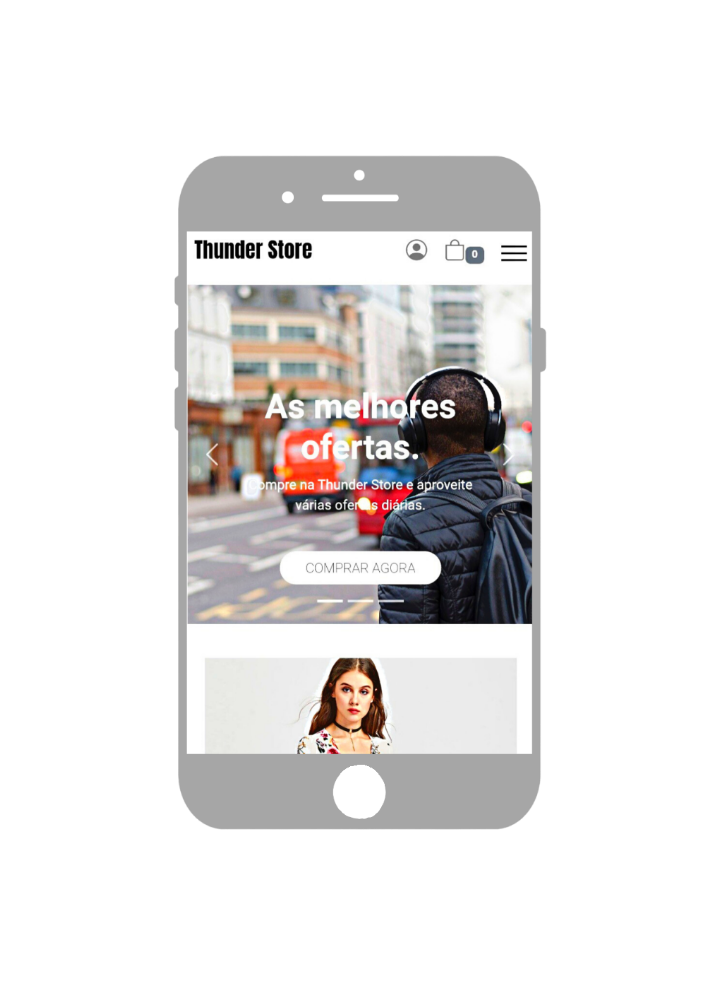 Thunder Store
0
As melhores
ofertas.
Compre na Thunder Store e aproveite
várias ofertas diárias.
COMPRAR AGORA